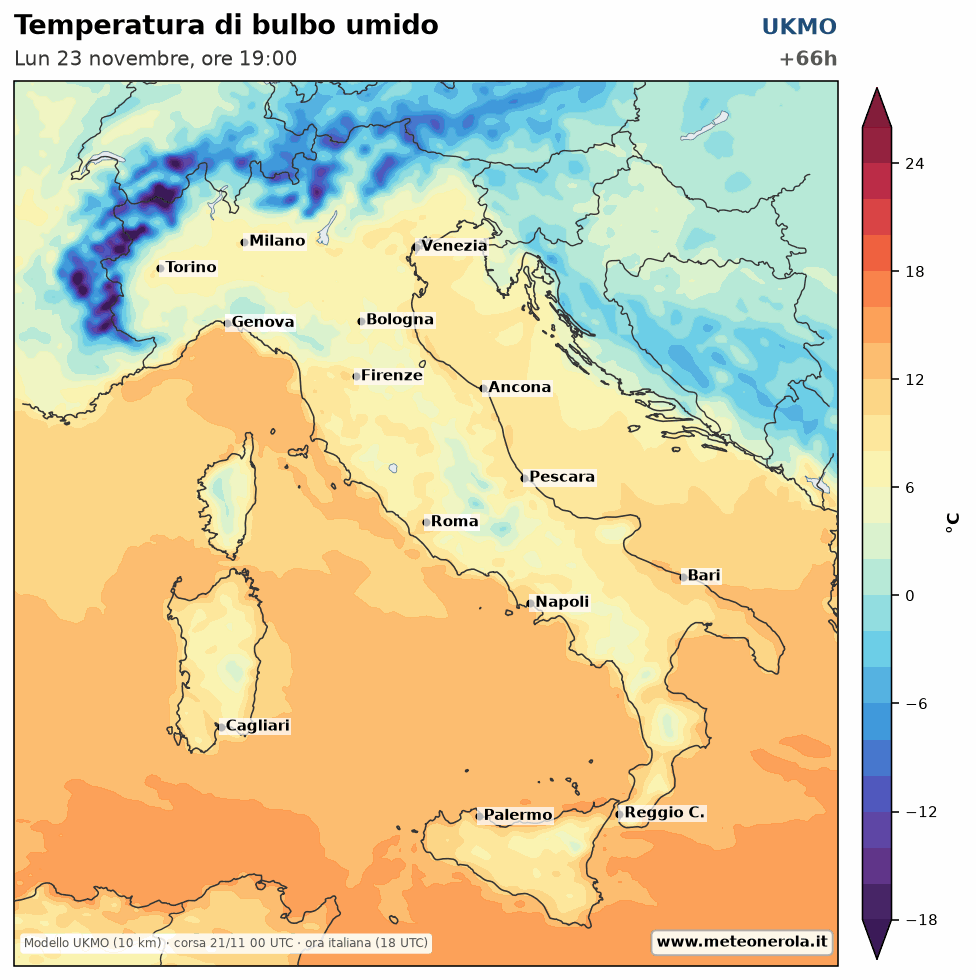 Temperatura di bulbo umido
UKMO
Lun 23 novembre, ore 19:00
+66h
Milano
Venezia
Torino
Genova
Bologna
Firenze
Ancona
Pescara
Roma
Bari
Napoli
Cagliari
Palermo
Reggio C.
24
18
12
6
0
−6
−12
−18
°C
Modello UKMO (10 km) · corsa 21/11 00 UTC · ora italiana (18 UTC)
www.meteonerola.it